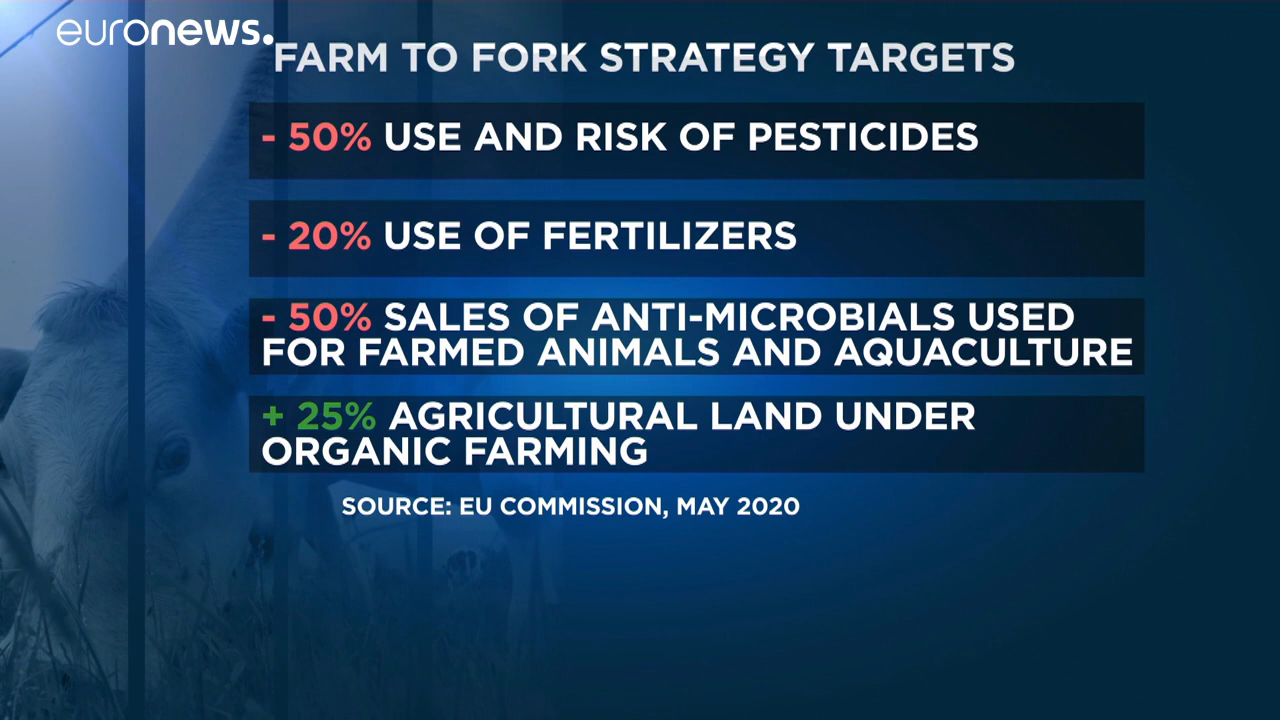 euronews.
FARM TO FORK STRATEGY TARGETS
- 50% USE AND RISK OF PESTICIDES
- 20% USE OF FERTILIZERS
- 50% SALES OF ANTI-MICROBIALS USED
FOR FARMED ANIMALS AND AQUACULTURE
+ 25% AGRICULTURAL LAND UNDER
ORGANIC FARMING
SOURCE: EU COMMISSION, MAY 2020